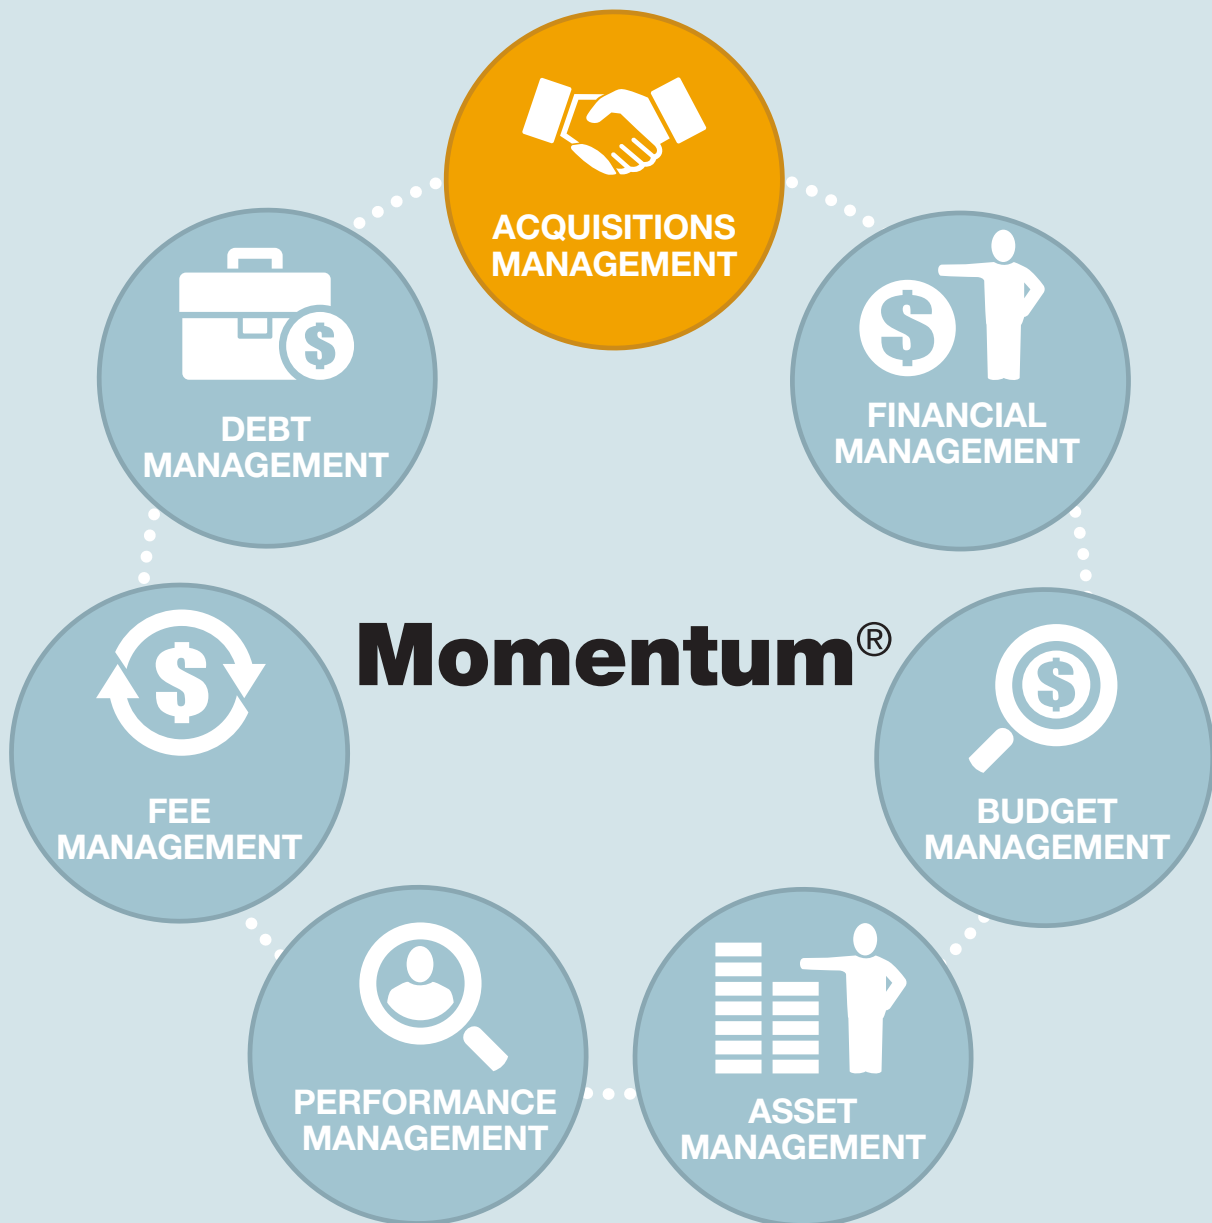 ACQUISITIONS
MANAGEMENT
DEBT
MANAGEMENT
$
$
FINANCIAL
MANAGEMENT
Momentum®
$
FEE
MANAGEMENT
$
BUDGET
MANAGEMENT
PERFORMANCE
MANAGEMENT
ASSET
MANAGEMENT